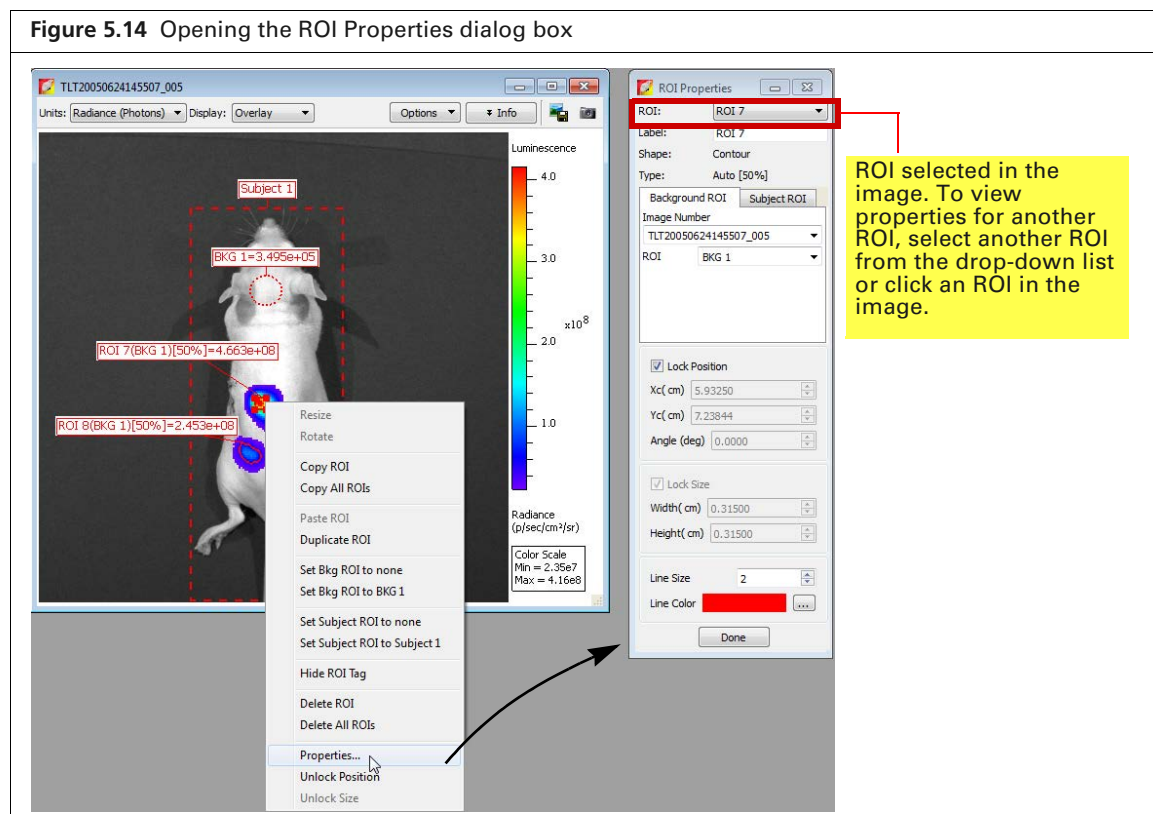 Figure 5.14 Opening the ROI Properties dialog box
TLT20050624145507_005
Units: Radiance (Photons) Display: Overlay Options Info
Luminescence
4.0
3.0
x10⁸
2.0
1.0
Radiance
(p/sec/cm²/sr)
Color Scale
Min = 2.35e7
Max = 4.16e8
Subject 1
BKG 1=3.495e+05
ROI 7(BKG 1)[50%]=4.663e+08
ROI 8(BKG 1)[50%]=2.453e+08
Resize
Rotate
Copy ROI
Copy All ROIs
Paste ROI
Duplicate ROI
Set Bkg ROI to none
Set Bkg ROI to BKG 1
Set Subject ROI to none
Set Subject ROI to Subject 1
Hide ROI Tag
Delete ROI
Delete All ROIs
Properties...
Unlock Position
Unlock Size
ROI Properties
ROI: ROI 7
Label: ROI 7
Shape: Contour
Type: Auto [50%]
Background ROI Subject ROI
Image Number
TLT20050624145507_005
ROI BKG 1
Lock Position
Xc( cm) 5.93250
Yc( cm) 7.23844
Angle (deg) 0.0000
Lock Size
Width( cm) 0.31500
Height( cm) 0.31500
Line Size 2
Line Color ...
Done
ROI selected in the
image. To view
properties for another
ROI, select another ROI
from the drop-down list
or click an ROI in the
image.